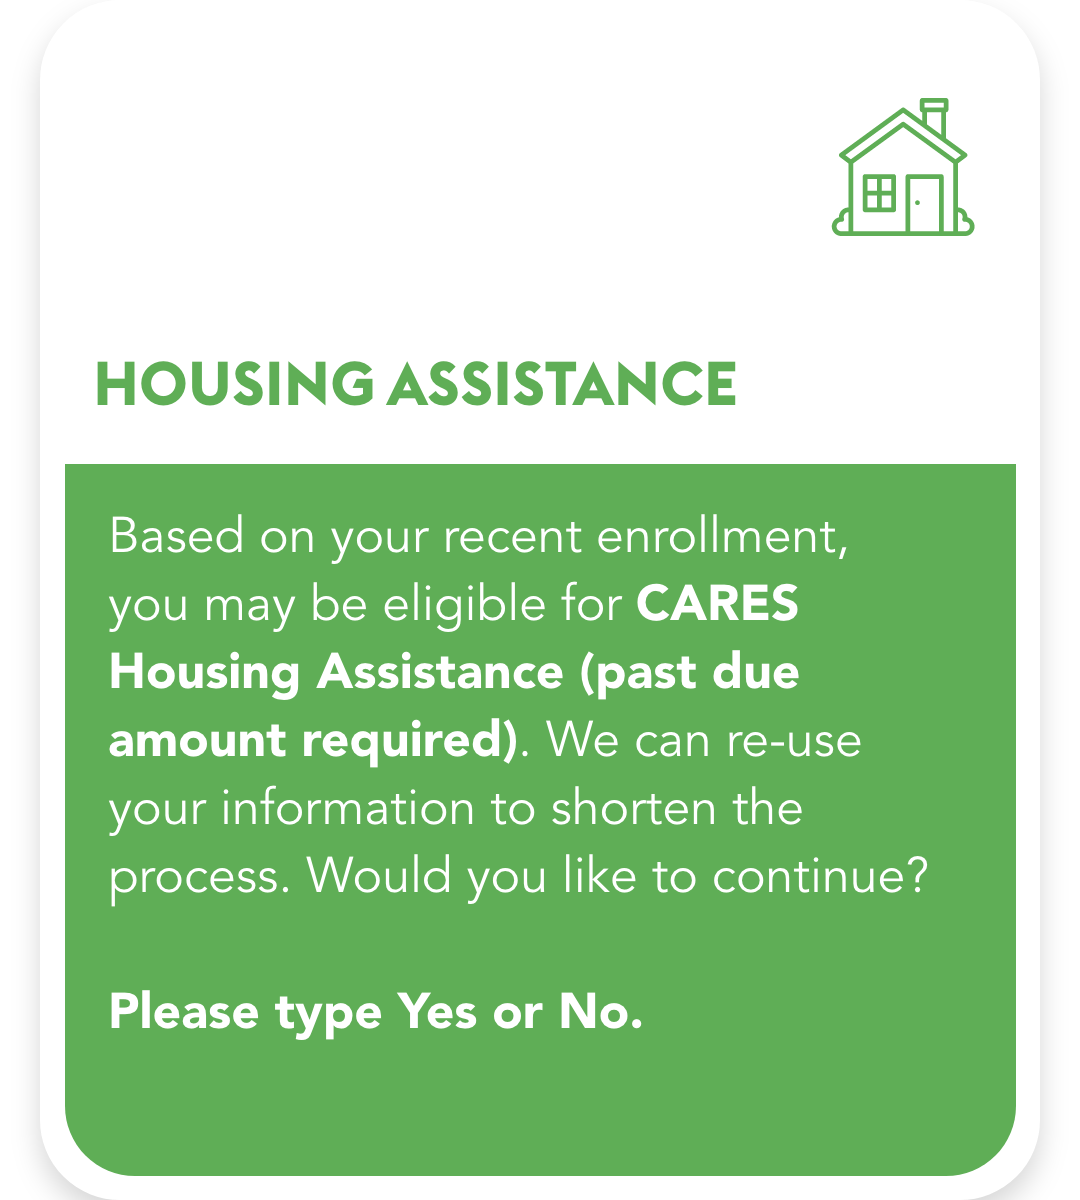 HOUSING ASSISTANCE
Based on your recent enrollment,
you may be eligible for CARES
Housing Assistance (past due
amount required). We can re-use
your information to shorten the
process. Would you like to continue?
Please type Yes or No.